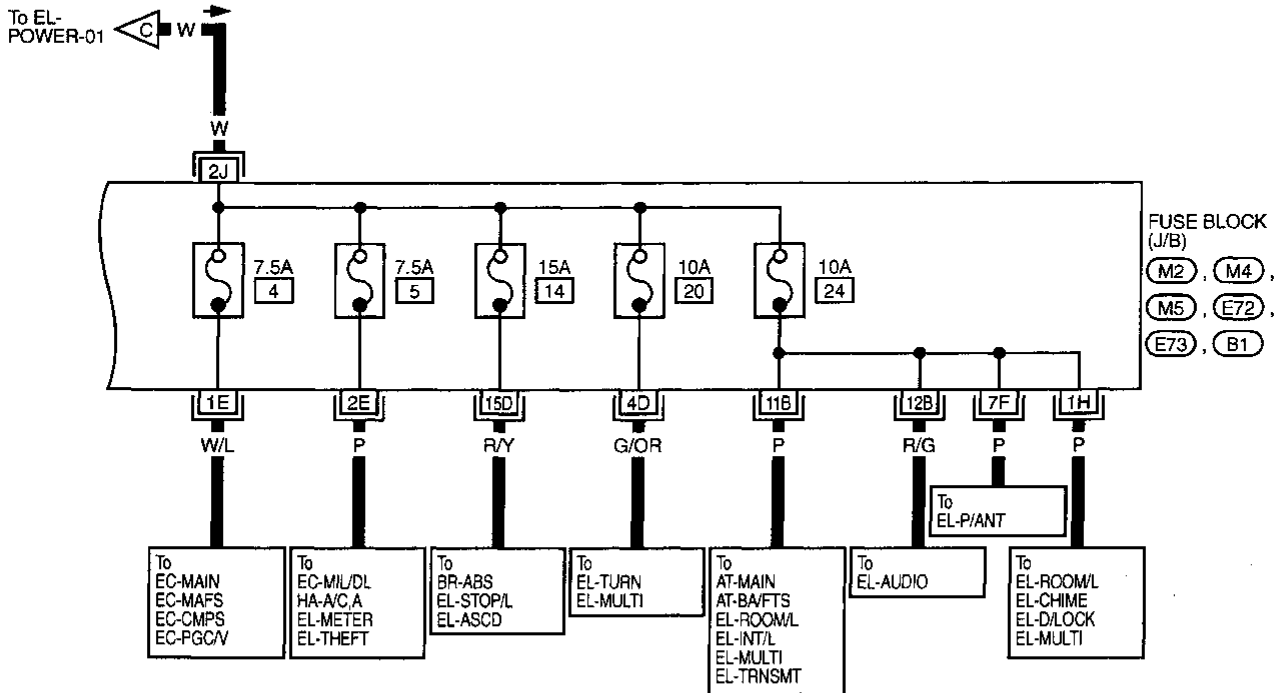 To EL-
POWER-01
C
W
W
2J
7.5A
4
7.5A
5
15A
14
10A
20
10A
24
FUSE BLOCK
(J/B)
M2 , M4 ,
M5 , E72 ,
E73 , B1
1E
2E
15D
4D
11B
12B
7F
1H
W/L
P
R/Y
G/OR
P
R/G
P
P
To
EC-MAIN
EC-MAFS
EC-CMPS
EC-PGC/V
To
EC-MIL/DL
HA-A/C,A
EL-METER
EL-THEFT
To
BR-ABS
EL-STOP/L
EL-ASCD
To
EL-TURN
EL-MULTI
To
AT-MAIN
AT-BA/FTS
EL-ROOM/L
EL-INT/L
EL-MULTI
EL-TRNSMT
To
EL-AUDIO
To
EL-P/ANT
To
EL-ROOM/L
EL-CHIME
EL-D/LOCK
EL-MULTI